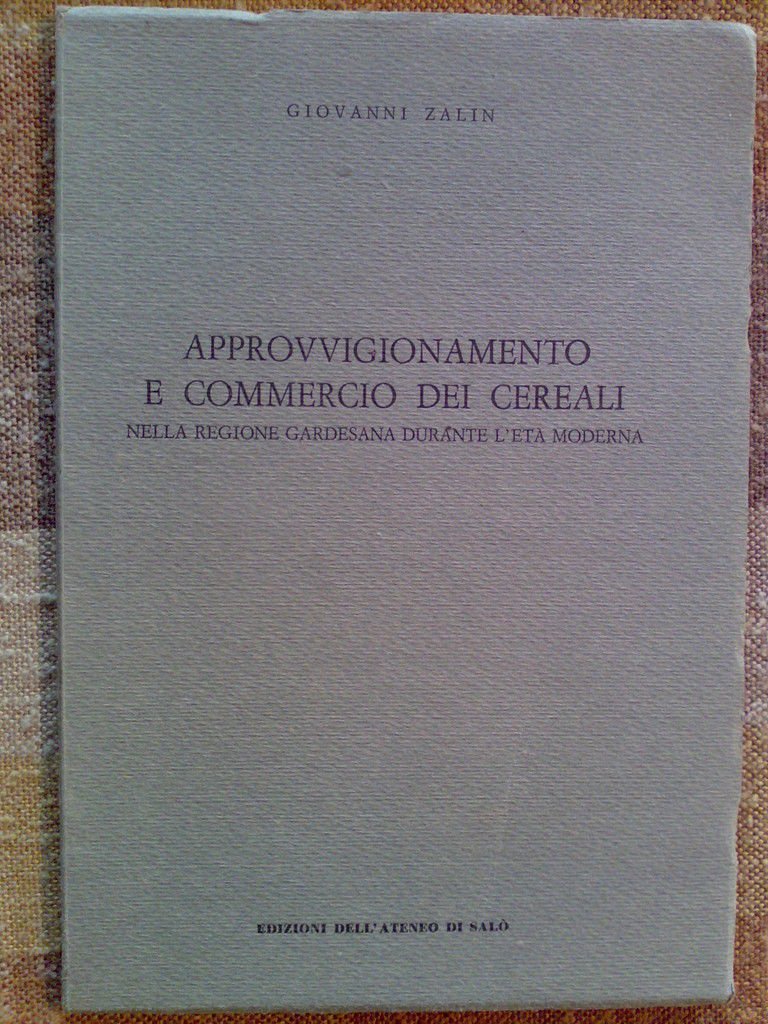 GIOVANNI ZALIN
APPROVVIGIONAMENTO
E COMMERCIO DEI CEREALI
NELLA REGIONE GARDESANA DURANTE L'ETÀ MODERNA
EDIZIONI DELL'ATENEO DI SALÒ